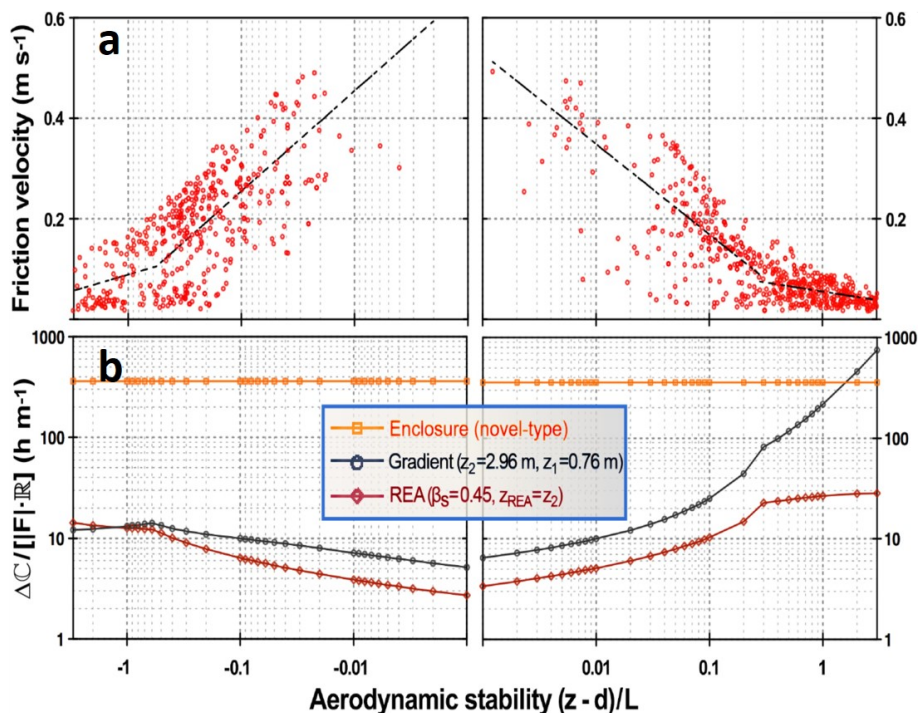 a
0.6
0.4
0.2
Friction velocity (m s-1)
0.6
0.4
0.2
b
1000
100
10
1
Δℂ/[|F|·ℝ] (h m-1)
1000
100
10
1
Enclosure (novel-type)
Gradient (z2=2.96 m, z1=0.76 m)
REA (βS=0.45, zREA=z2)
-1 -0.1 -0.01 0.01 0.1 1
Aerodynamic stability (z - d)/L